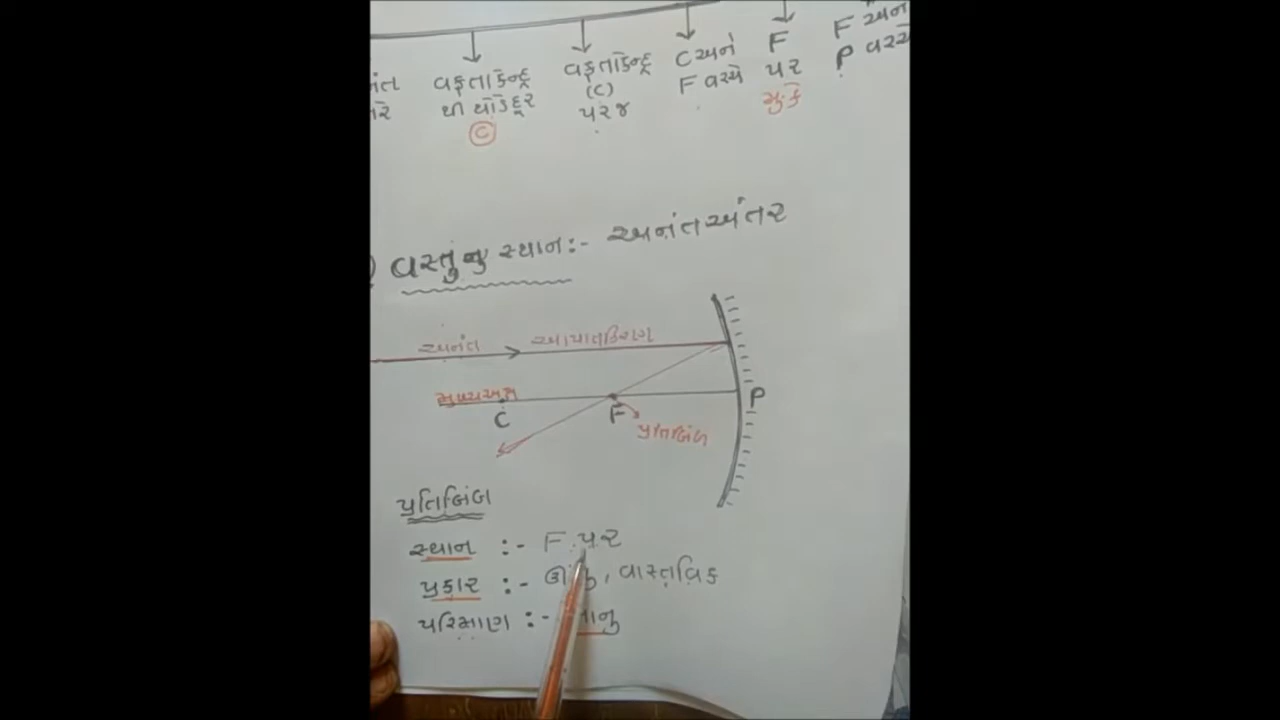 વક્રતાકેન્દ્ર
થી થોડેદૂર
C
વક્રતાકેન્દ્ર
(C)
પર જ
C અને
F વચ્ચે
F
પર
મુકે
F અને
P વચ્ચે
વસ્તુંનુ સ્થાન:- અનંતઅંતર
અનંત આપાતકિરણ
મુખ્યઅક્ષ
C
F
P
પ્રતિબિંબ
પ્રતિબિંબ
સ્થાન :- F પર
પ્રકાર :- વાસ્તવિક
પરિમાણ :-